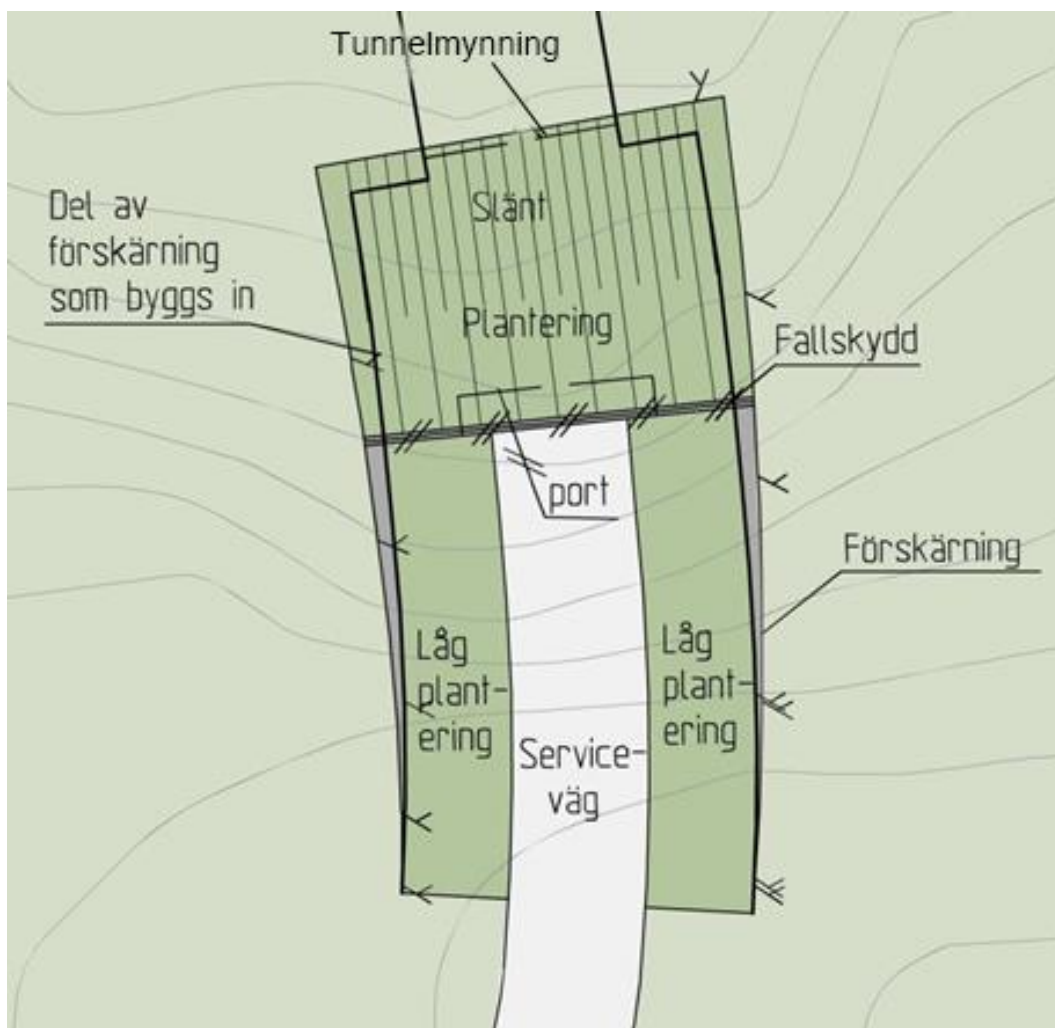 Tunnelmynning
Slänt
Del av
förskärning
som byggs in
Plantering
Fallskydd
port
Förskärning
Låg
plant-
ering
Låg
plant-
ering
Service-
väg